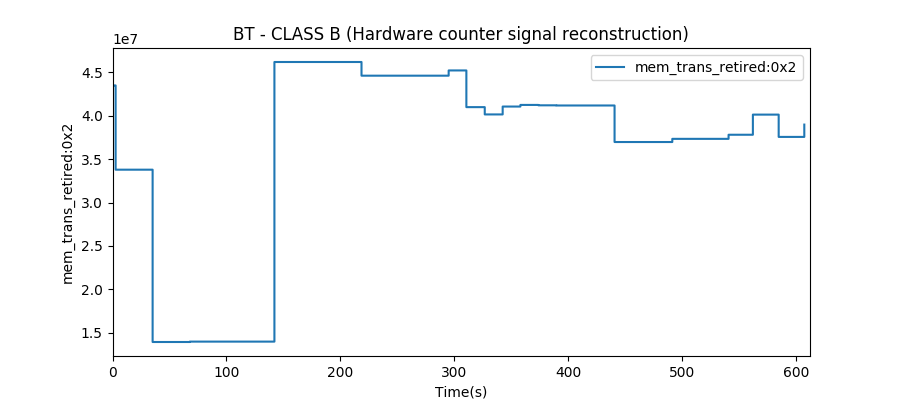 BT - CLASS B (Hardware counter signal reconstruction)
1e7
mem_trans_retired:0x2
4.5
4.0
3.5
3.0
2.5
2.0
1.5
mem_trans_retired:0x2
0 100 200 300 400 500 600
Time(s)